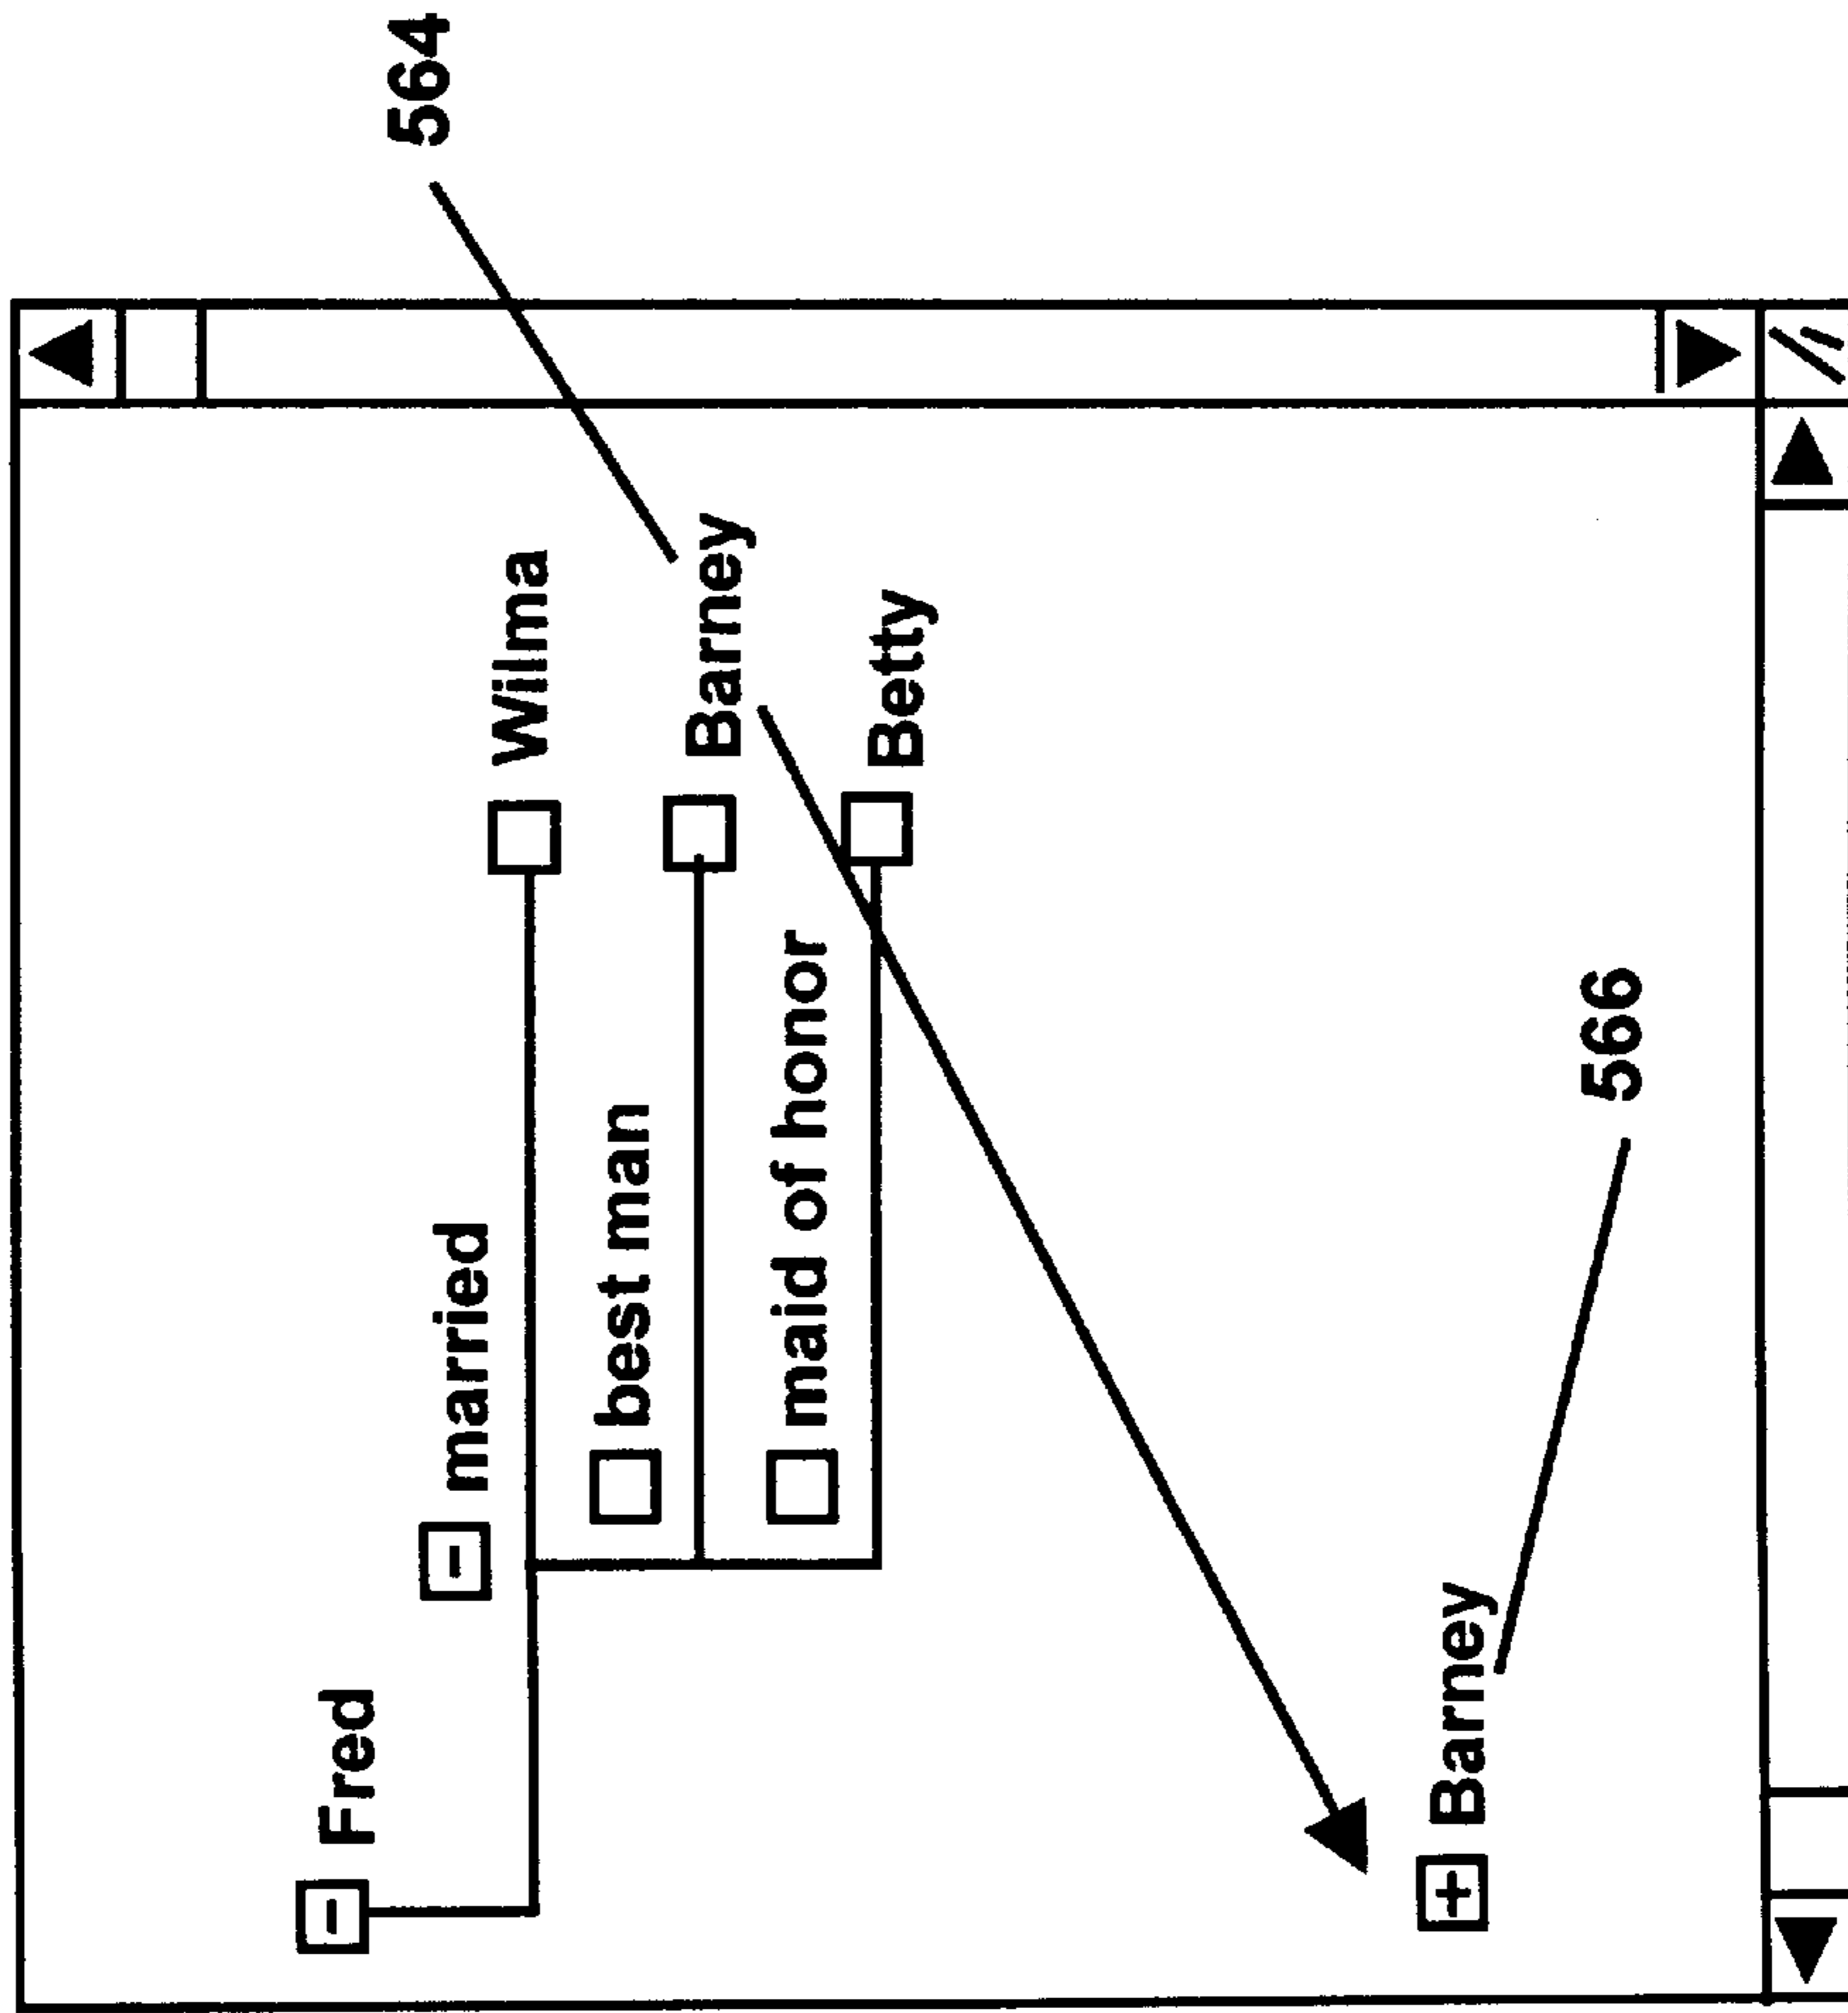 - Fred
564
- married
Wilma
best man
Barney
maid of honor
Betty
+ Barney
566